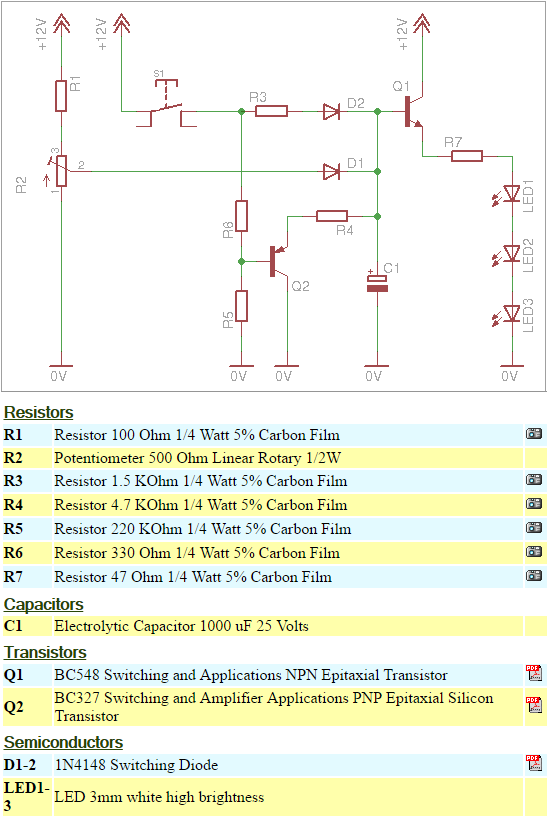 +12V +12V +12V
S1
R1
R3 D2 Q1
R7
3
2
D1
R2
1
LED1
R6
R4
LED2
+
C1
Q2
R5
LED3
0V 0V 0V 0V 0V
Resistors
R1 Resistor 100 Ohm 1/4 Watt 5% Carbon Film
R2 Potentiometer 500 Ohm Linear Rotary 1/2W
R3 Resistor 1.5 KOhm 1/4 Watt 5% Carbon Film
R4 Resistor 4.7 KOhm 1/4 Watt 5% Carbon Film
R5 Resistor 220 KOhm 1/4 Watt 5% Carbon Film
R6 Resistor 330 Ohm 1/4 Watt 5% Carbon Film
R7 Resistor 47 Ohm 1/4 Watt 5% Carbon Film
Capacitors
C1 Electrolytic Capacitor 1000 uF 25 Volts
Transistors
Q1 BC548 Switching and Applications NPN Epitaxial Transistor
Q2 BC327 Switching and Amplifier Applications PNP Epitaxial Silicon
Transistor
Semiconductors
D1-2 1N4148 Switching Diode
LED1-
3 LED 3mm white high brightness